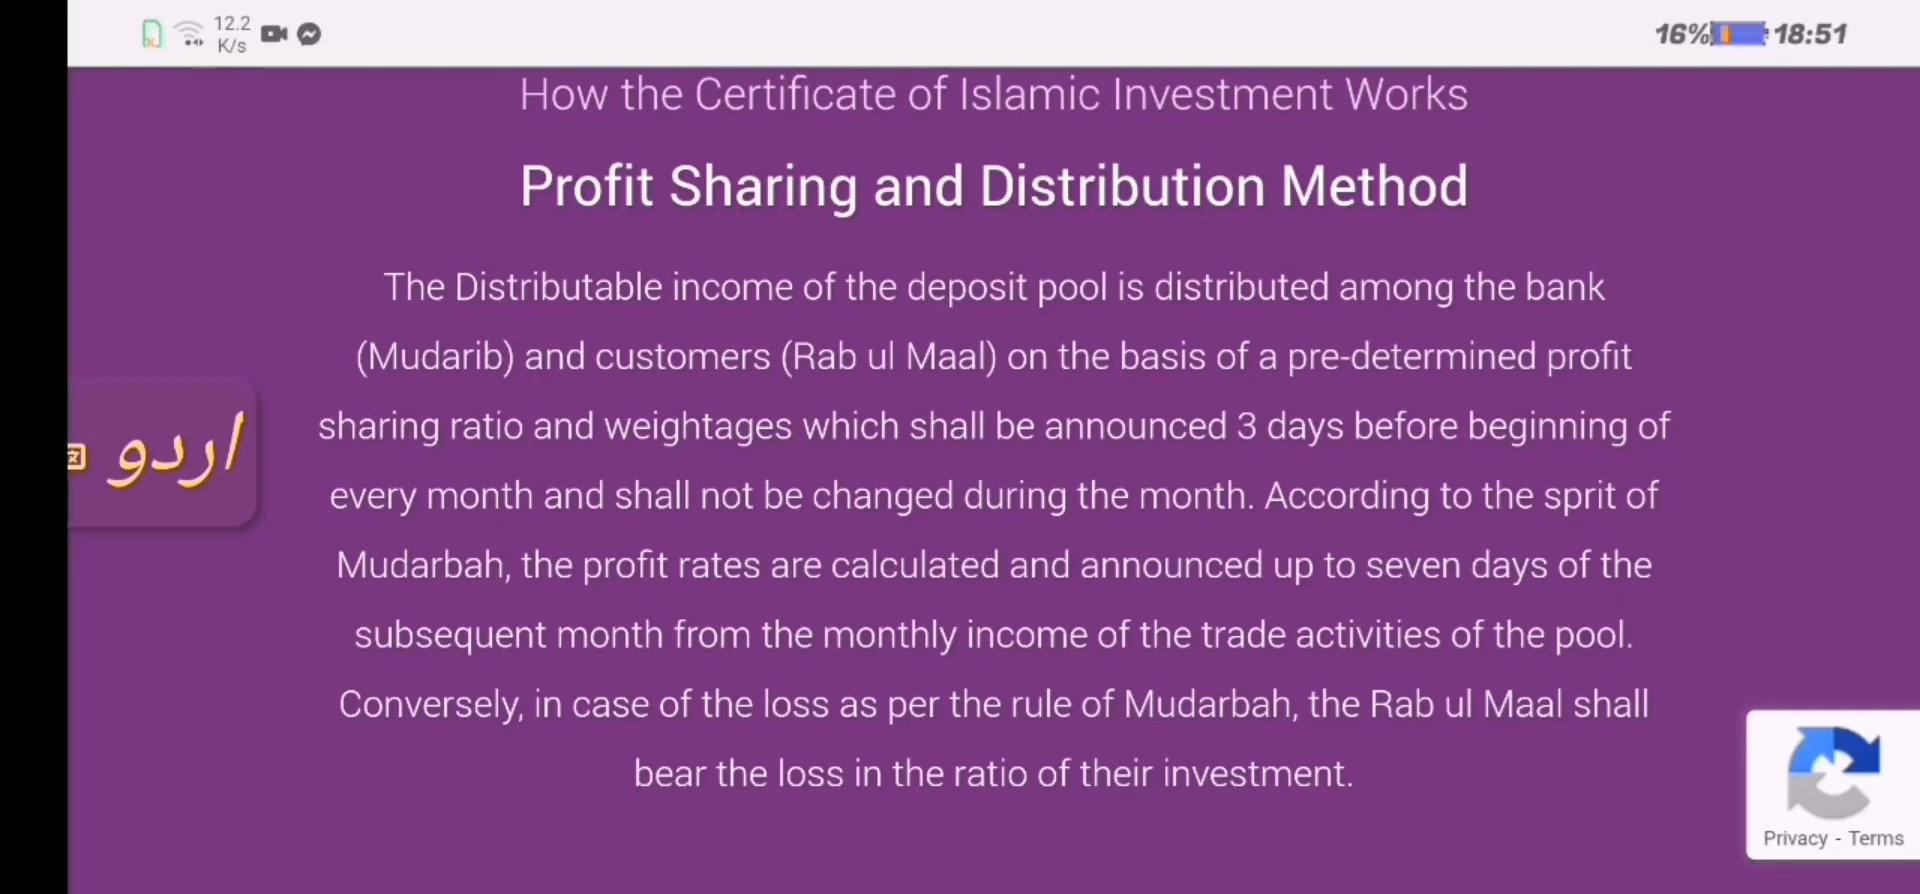 12.2
K/s
16% 18:51
How the Certificate of Islamic Investment Works
Profit Sharing and Distribution Method
The Distributable income of the deposit pool is distributed among the bank
(Mudarib) and customers (Rab ul Maal) on the basis of a pre-determined profit
sharing ratio and weightages which shall be announced 3 days before beginning of
every month and shall not be changed during the month. According to the sprit of
Mudarbah, the profit rates are calculated and announced up to seven days of the
subsequent month from the monthly income of the trade activities of the pool.
Conversely, in case of the loss as per the rule of Mudarbah, the Rab ul Maal shall
bear the loss in the ratio of their investment.
اردو
Privacy - Terms